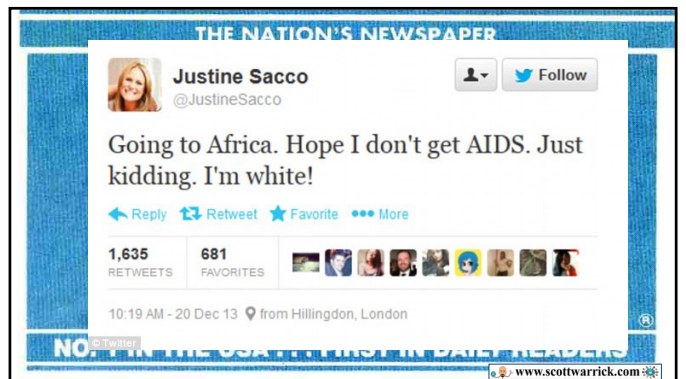 THE NATION'S NEWSPAPER
Justine Sacco
@JustineSacco
Follow
Going to Africa. Hope I don't get AIDS. Just
kidding. I'm white!
Reply Retweet Favorite More
1,635 681
RETWEETS FAVORITES
10:19 AM - 20 Dec 13 from Hillingdon, London
®
NO. 1 IN THE USA . . . FIRST IN DAILY READERS
© Twitter
www.scottwarrick.com